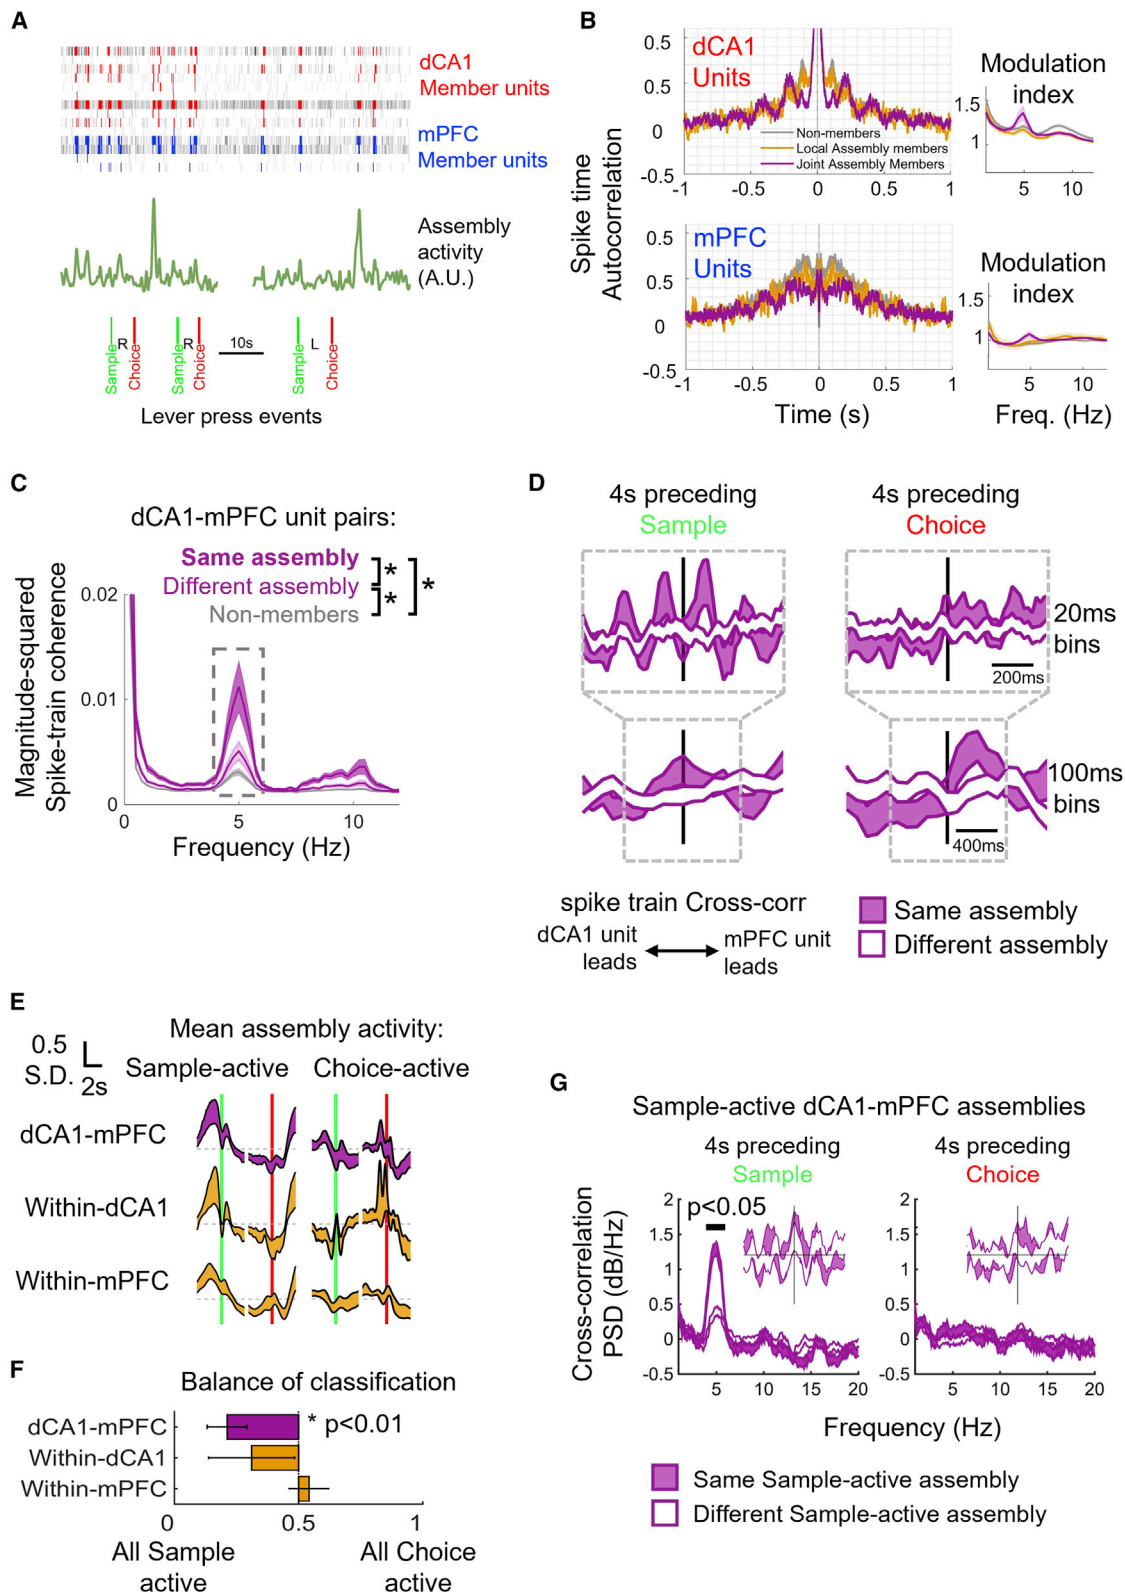 A
dCA1
Member units
mPFC
Member units
Assembly
activity
(A.U.)
Sample
R
Choice
Sample
R
Choice
10s
Sample
L
Choice
Lever press events
B
Spike time
Autocorrelation
0.5
0
-0.5
dCA1
Units
Non-members
Local Assembly members
Joint Assembly Members
-1 -0.5 0 0.5 1
Modulation
index
1.5
1
5 10
0.5
0
-0.5
mPFC
Units
-1 -0.5 0 0.5 1
Time (s)
Modulation
index
1.5
1
5 10
Freq. (Hz)
C
dCA1-mPFC unit pairs:
Same assembly
Different assembly
Non-members
*
*
*
Magnitude-squared
Spike-train coherence
0.02
0.01
0
0 5 10
Frequency (Hz)
D
4s preceding
Sample
4s preceding
Choice
20ms
bins
200ms
100ms
bins
400ms
spike train Cross-corr
dCA1 unit
leads
mPFC unit
leads
Same assembly
Different assembly
E
Mean assembly activity:
0.5
S.D.
2s
Sample-active Choice-active
dCA1-mPFC
Within-dCA1
Within-mPFC
F
Balance of classification
dCA1-mPFC
Within-dCA1
Within-mPFC
* p<0.01
0 0.5 1
All Sample
active
All Choice
active
G
Sample-active dCA1-mPFC assemblies
4s preceding
Sample
4s preceding
Choice
Cross-correlation
PSD (dB/Hz)
2
1.5
1
0.5
0
-0.5
p<0.05
5 10 15 20
2
1.5
1
0.5
0
-0.5
5 10 15 20
Frequency (Hz)
Same Sample-active assembly
Different Sample-active assembly